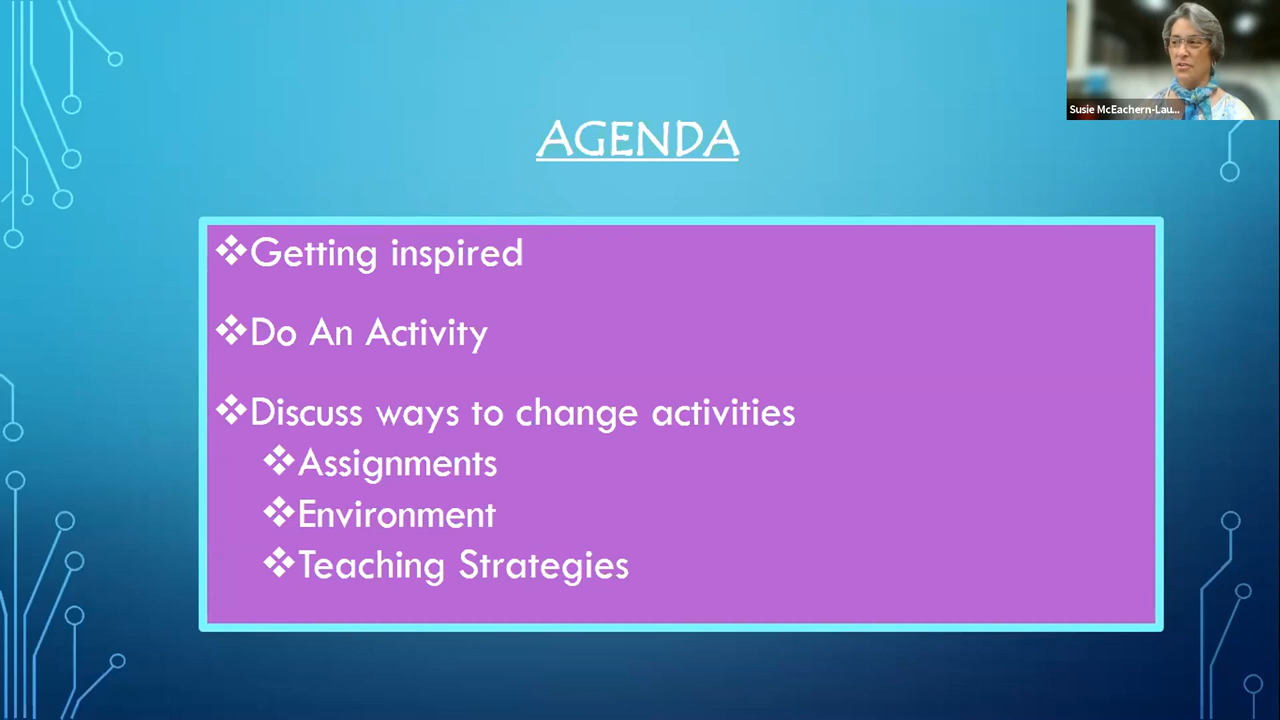 Susie McEachern-Lau...
AGENDA
❖Getting inspired
❖Do An Activity
❖Discuss ways to change activities
❖Assignments
❖Environment
❖Teaching Strategies